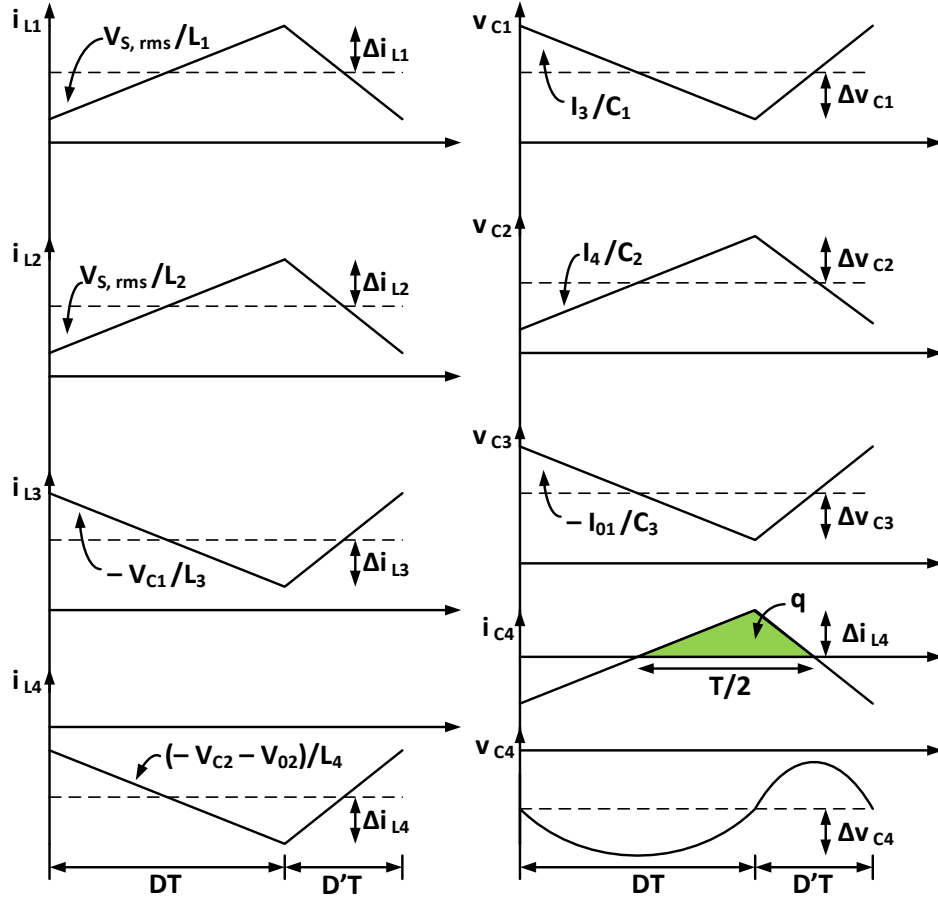 i L1
V S, rms / L 1
Δi L1
i L2
V S, rms / L 2
Δi L2
i L3
– V C1 / L 3
Δi L3
i L4
(– V C2 – V 02)/L 4
Δi L4
DT
D'T
v C1
I 3 / C 1
Δv C1
v C2
I 4 / C 2
Δv C2
v C3
– I 01 / C 3
Δv C3
i C4
q
Δi L4
T/2
v C4
Δv C4
DT
D'T